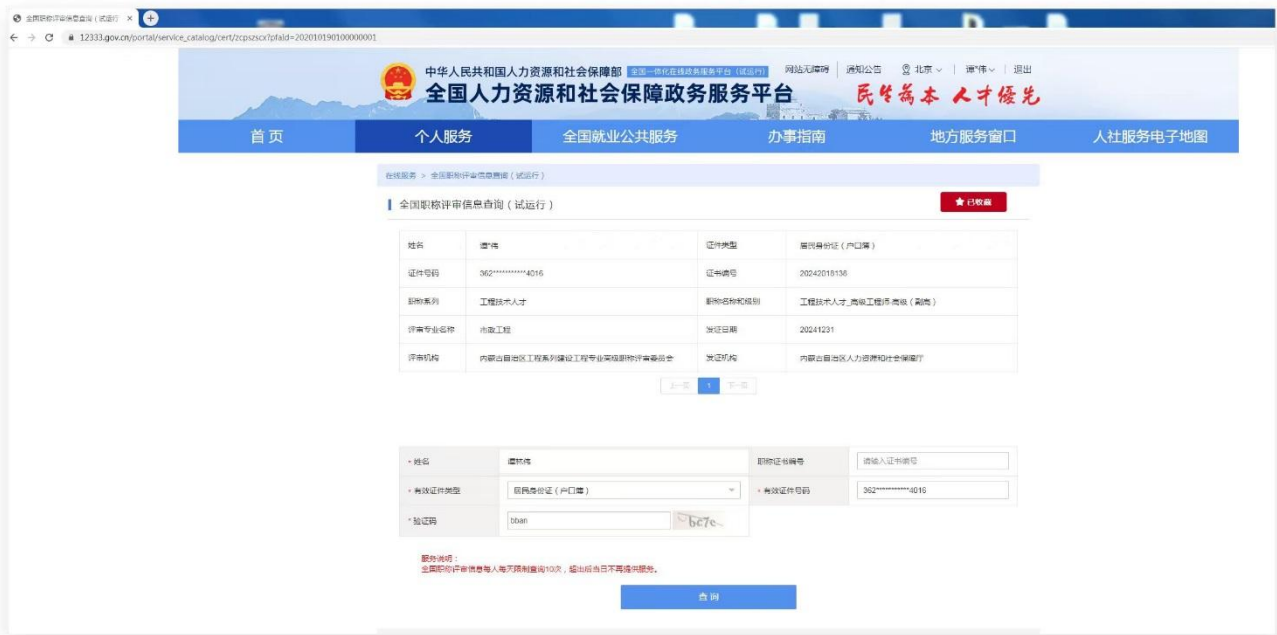 全国职称评审信息查询（试运行
12333.gov.cn/portal/service_catalog/cert/zcpszscx?pfaId=202010190100000001
中华人民共和国人力资源和社会保障部 全国一体化在线政务服务平台（试运行） 网站无障碍 通知公告 北京 谭*伟 退出
全国人力资源和社会保障政务服务平台 民生為本 人才優先
首页 个人服务 全国就业公共服务 办事指南 地方服务窗口 人社服务电子地图
在线服务 > 全国职称评审信息查询（试运行）
全国职称评审信息查询（试运行） 已收藏
姓名 谭*伟 证件类型 居民身份证（户口簿）
证件号码 362***********4016 证书编号 20242018136
职称系列 工程技术人才 职称名称和级别 工程技术人才_高级工程师-高级（副高）
评审专业名称 市政工程 发证日期 20241231
评审机构 内蒙古自治区工程系列建设工程专业高级职称评审委员会 发证机构 内蒙古自治区人力资源和社会保障厅
上一页 1 下一页
*姓名 谭林伟 职称证书编号 请输入证书编号
*有效证件类型 居民身份证（户口簿） *有效证件号码 362***********4016
*验证码 bban bc7c
服务说明：
全国职称评审信息每人每天限制查询10次，超出后当日不再提供服务。
查询